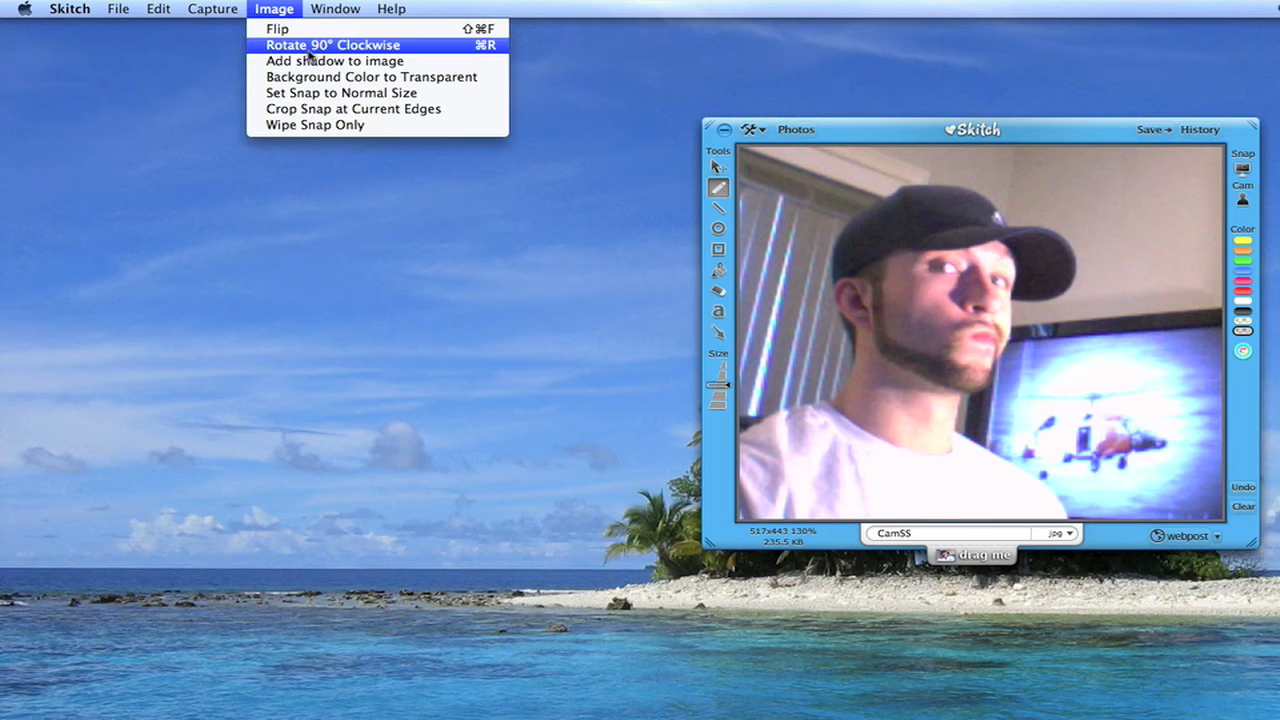 Skitch File Edit Capture Image Window Help
Flip ⇧⌘F
Rotate 90° Clockwise ⌘R
Add shadow to image
Background Color to Transparent
Set Snap to Normal Size
Crop Snap at Current Edges
Wipe Snap Only
Photos Skitch Save→ History
Tools
Snap
Cam
Color
a
Size
Undo
Clear
517x443 130%
235.5 KB
CamSS jpg
webpost
drag me